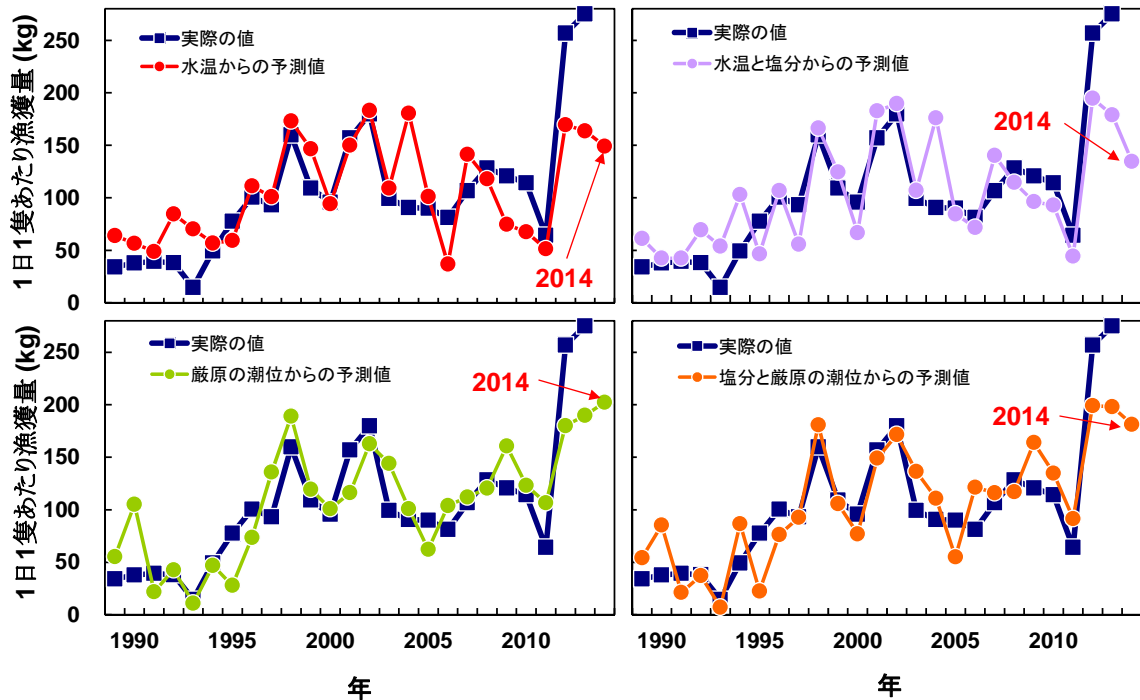 1日1隻あたり漁獲量 (kg)
250
200
150
100
50
0
実際の値
水温からの予測値
2014
実際の値
水温と塩分からの予測値
2014
1日1隻あたり漁獲量 (kg)
250
200
150
100
50
0
実際の値
厳原の潮位からの予測値
2014
実際の値
塩分と厳原の潮位からの予測値
2014
1990 1995 2000 2005 2010
1990 1995 2000 2005 2010
年
年